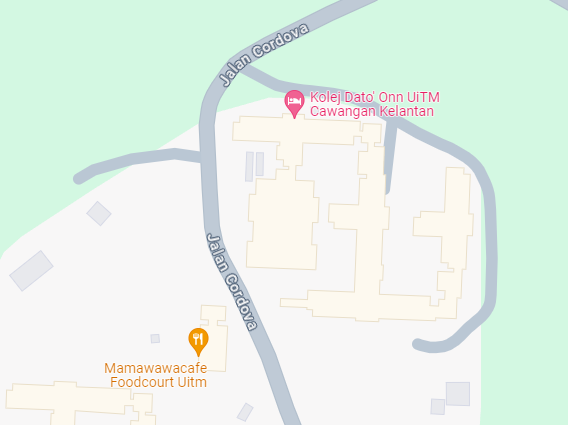 Jalan Cordova
Kolej Dato' Onn UiTM
Cawangan Kelantan
Jalan Cordova
Mamawawacafe
Foodcourt Uitm